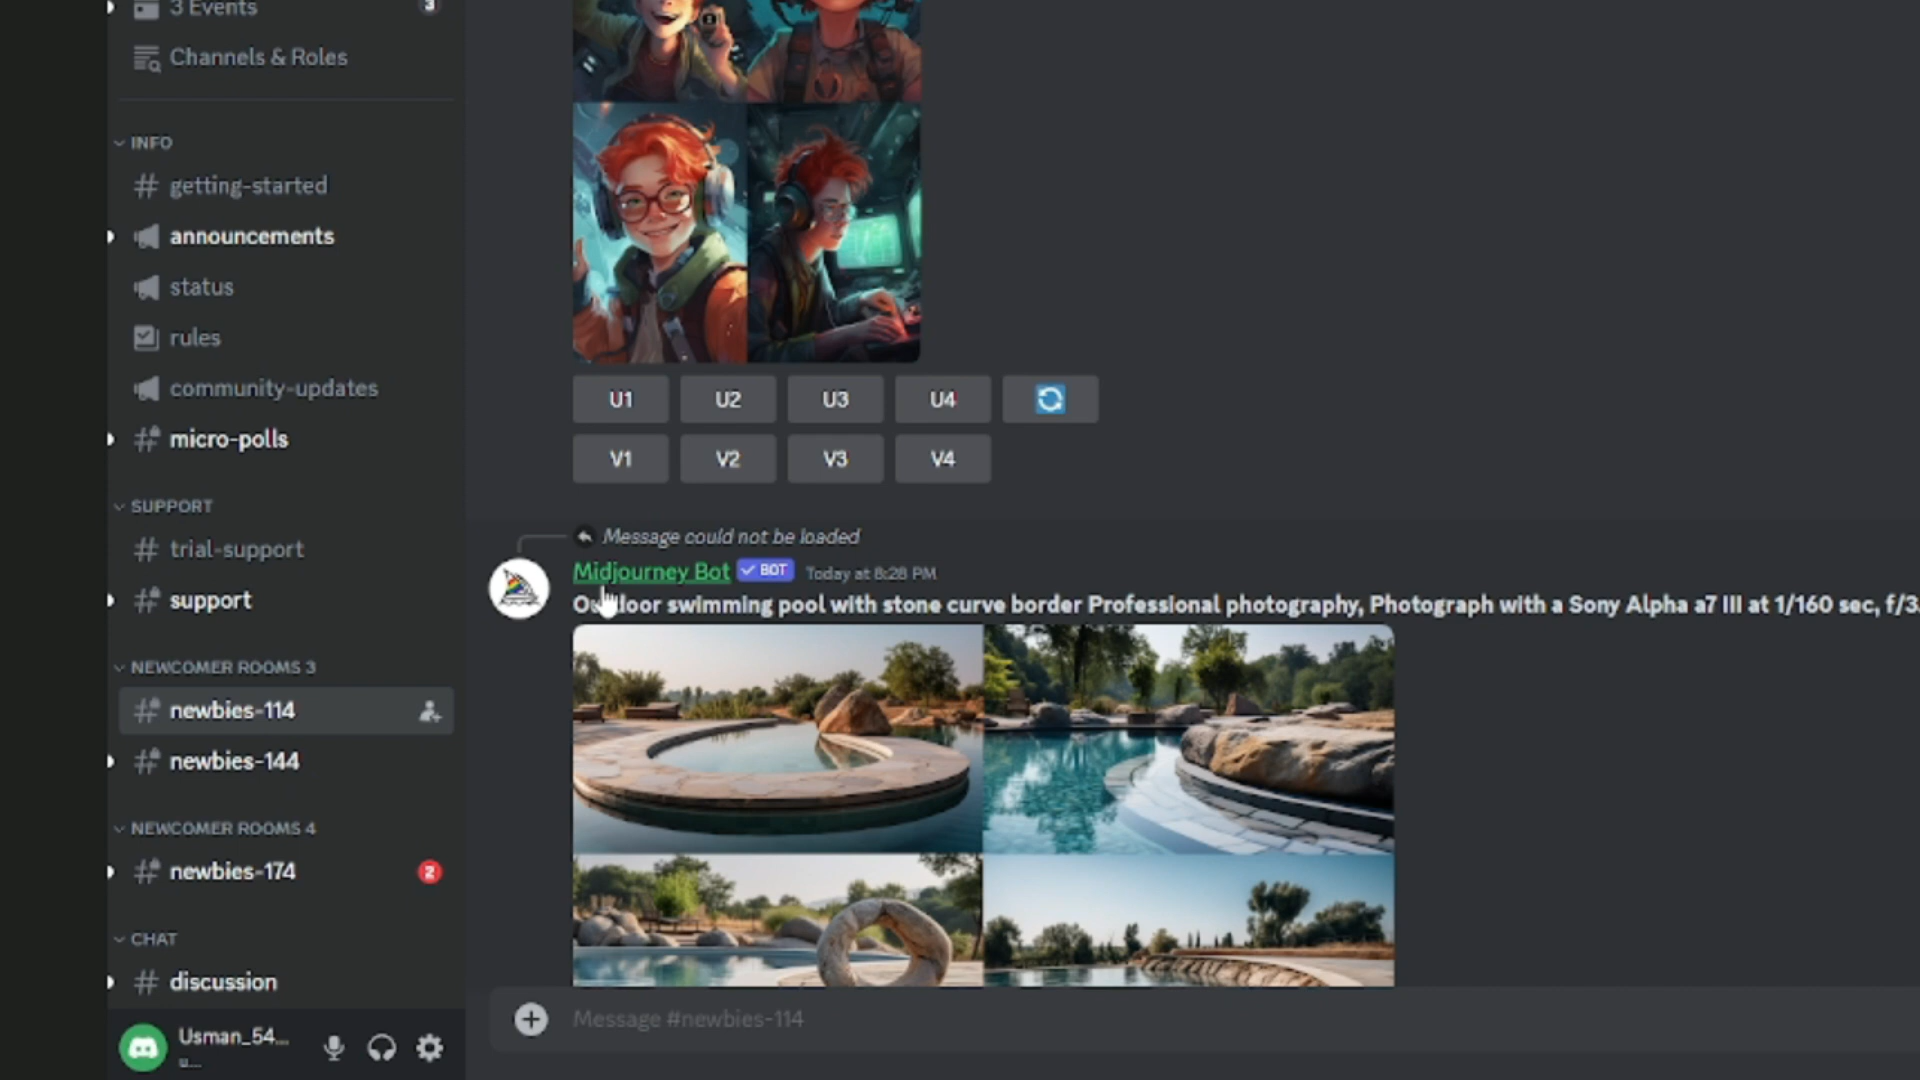 3 Events
3
Channels & Roles
INFO
getting-started
announcements
status
rules
community-updates
micro-polls
SUPPORT
trial-support
support
NEWCOMER ROOMS 3
newbies-114
newbies-144
NEWCOMER ROOMS 4
newbies-174
2
CHAT
discussion
Usman_54...
u...
U1 U2 U3 U4
V1 V2 V3 V4
Message could not be loaded
Midjourney Bot BOT Today at 8:28 PM
Outdoor swimming pool with stone curve border Professional photography, Photograph with a Sony Alpha a7 III at 1/160 sec, f/3.
Message #newbies-114